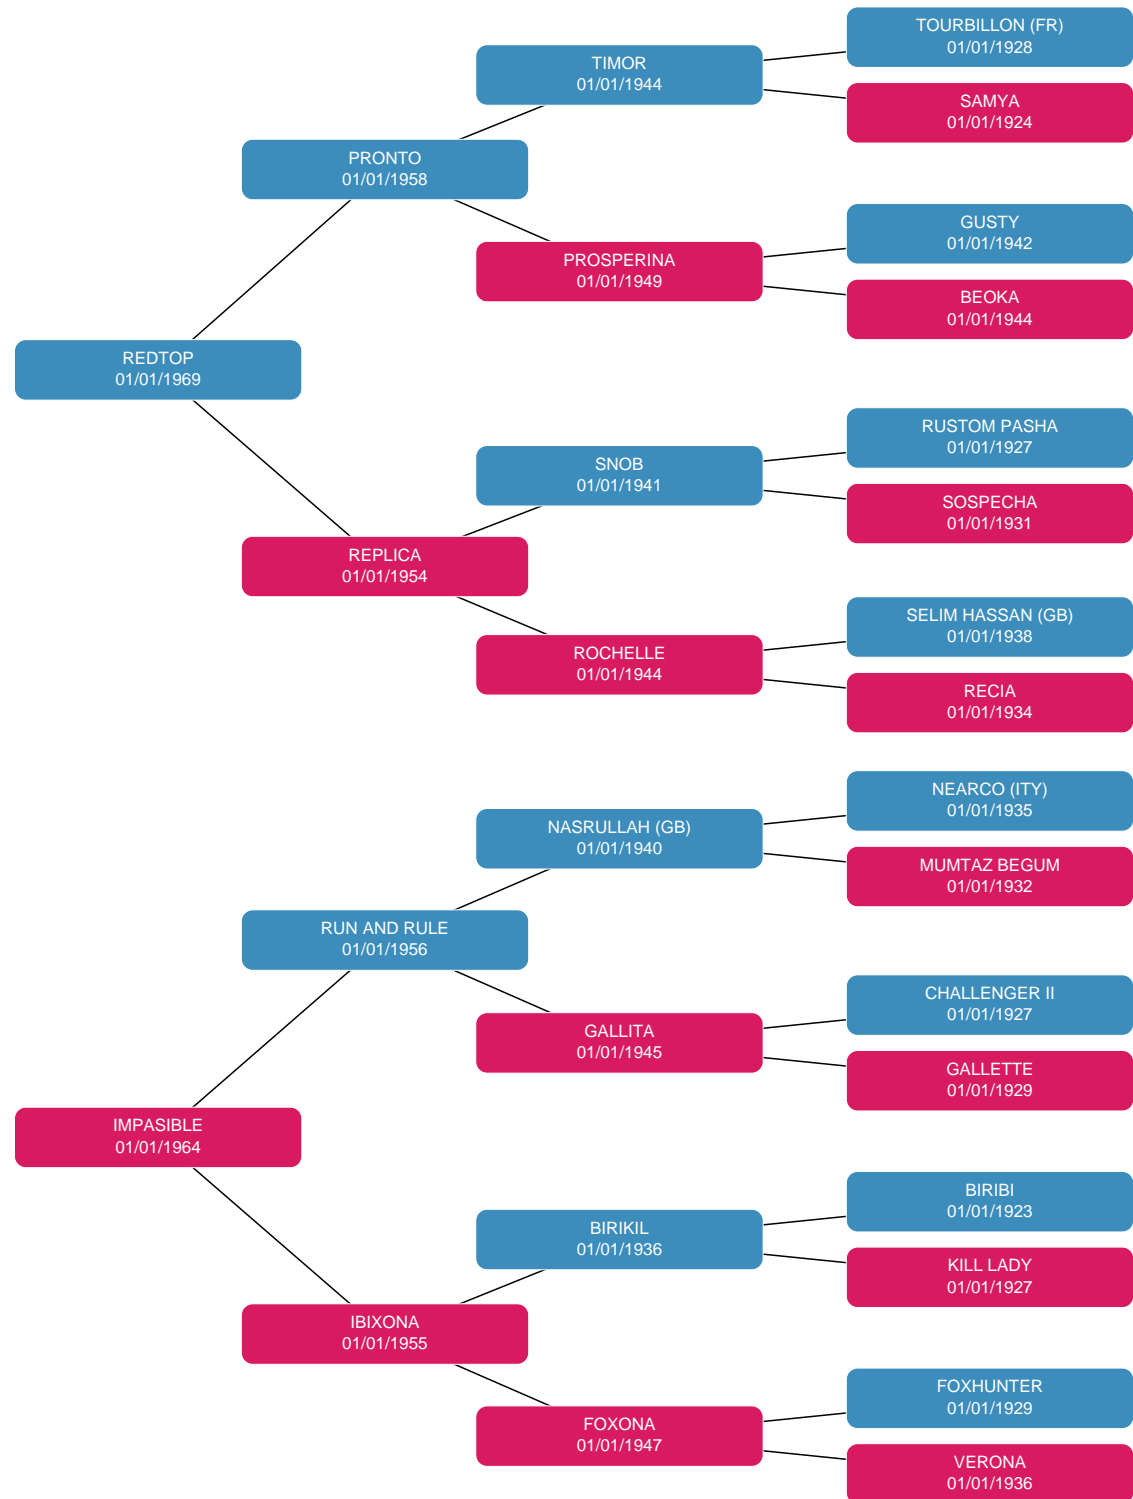 TOURBILLON (FR)
01/01/1928
TIMOR
01/01/1944
SAMYA
01/01/1924
PRONTO
01/01/1958
GUSTY
01/01/1942
PROSPERINA
01/01/1949
BEOKA
01/01/1944
REDTOP
01/01/1969
RUSTOM PASHA
01/01/1927
SNOB
01/01/1941
SOSPECHA
01/01/1931
REPLICA
01/01/1954
SELIM HASSAN (GB)
01/01/1938
ROCHELLE
01/01/1944
RECIA
01/01/1934
NEARCO (ITY)
01/01/1935
NASRULLAH (GB)
01/01/1940
MUMTAZ BEGUM
01/01/1932
RUN AND RULE
01/01/1956
CHALLENGER II
01/01/1927
GALLITA
01/01/1945
GALLETTE
01/01/1929
IMPASIBLE
01/01/1964
BIRIBI
01/01/1923
BIRIKIL
01/01/1936
KILL LADY
01/01/1927
IBIXONA
01/01/1955
FOXHUNTER
01/01/1929
FOXONA
01/01/1947
VERONA
01/01/1936